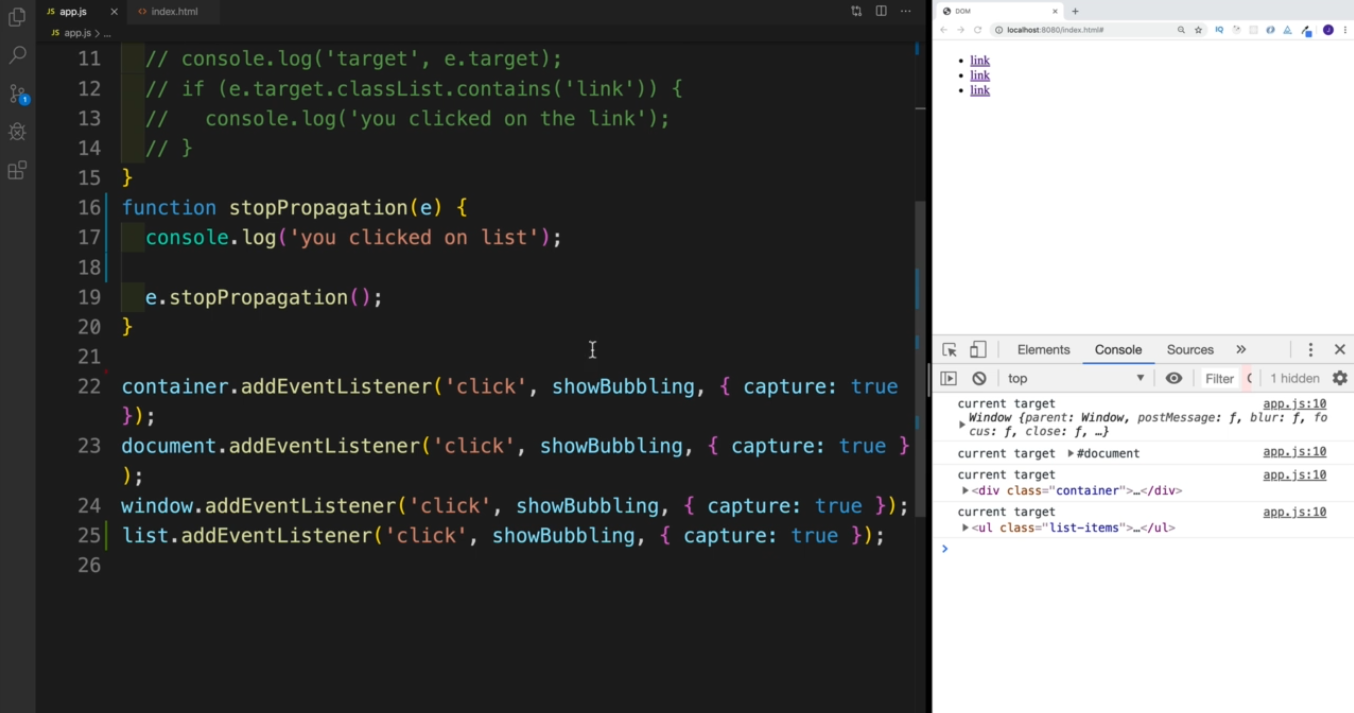 JS app.js ×
<> index.html
JS app.js > ...
11 // console.log('target', e.target);
12 // if (e.target.classList.contains('link')) {
13 //   console.log('you clicked on the link');
14 // }
15 }
16 function stopPropagation(e) {
17 console.log('you clicked on list');
18
19 e.stopPropagation();
20 }
21
22 container.addEventListener('click', showBubbling, { capture: true
});
23 document.addEventListener('click', showBubbling, { capture: true }
);
24 window.addEventListener('click', showBubbling, { capture: true });
25 list.addEventListener('click', showBubbling, { capture: true });
26
1
DOM × +
localhost:8080/index.html#
IQ
• link
• link
• link
Elements Console Sources » ×
top ▼ Filter 1 hidden
current target app.js:10
▶ Window {parent: Window, postMessage: ƒ, blur: ƒ, fo
cus: ƒ, close: ƒ, …}
current target ▶ #document app.js:10
current target app.js:10
▶ <div class="container">…</div>
current target app.js:10
▶ <ul class="list-items">…</ul>
>